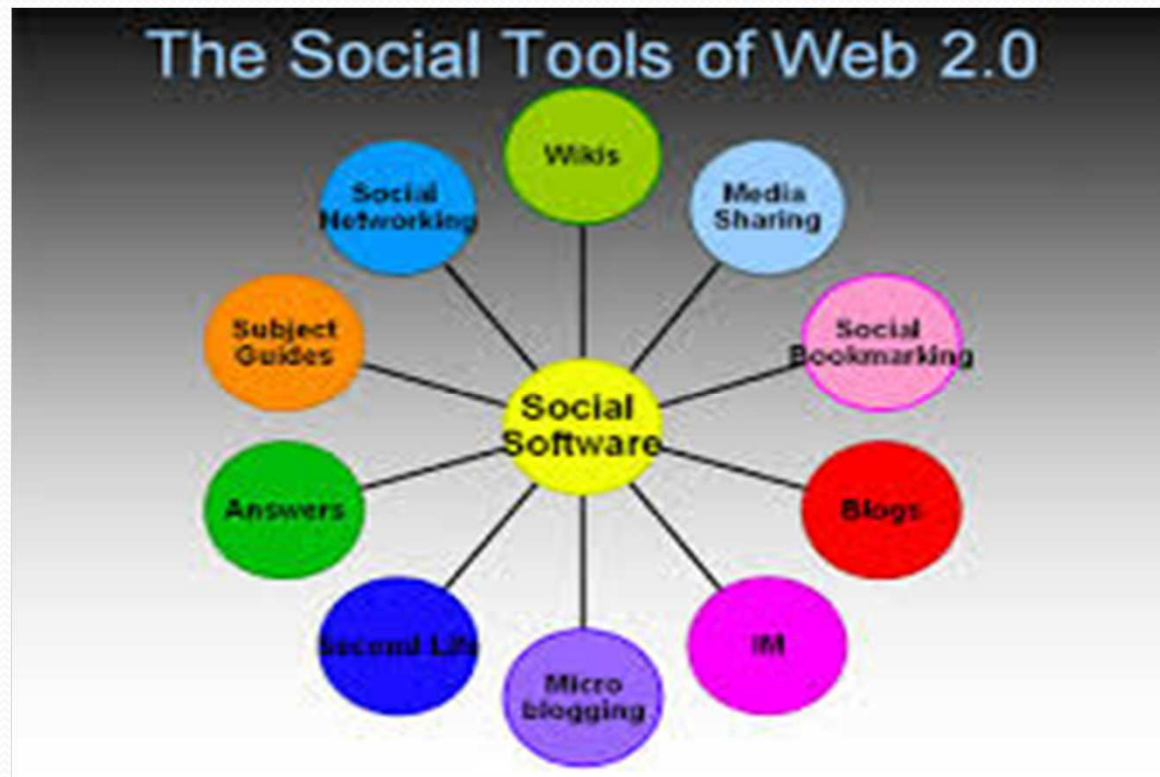 The Social Tools of Web 2.0
Wikis
Media
Sharing
Social
Bookmarking
Blogs
IM
Micro
blogging
Second Life
Answers
Subject
Guides
Social
Networking
Social
Software